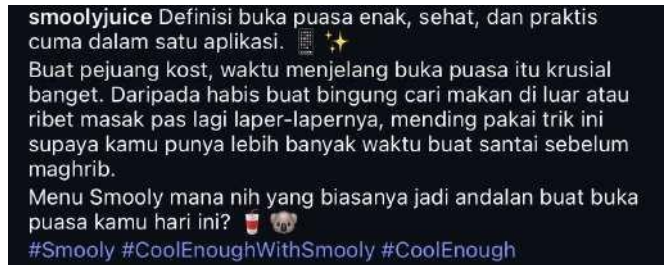 smoolyjuice Definisi buka puasa enak, sehat, dan praktis
cuma dalam satu aplikasi. 📱✨
Buat pejuang kost, waktu menjelang buka puasa itu krusial
banget. Daripada habis buat bingung cari makan di luar atau
ribet masak pas lagi laper-lapernya, mending pakai trik ini
supaya kamu punya lebih banyak waktu buat santai sebelum
maghrib.
Menu Smooly mana nih yang biasanya jadi andalan buat buka
puasa kamu hari ini? 🥤🐨
#Smooly #CoolEnoughWithSmooly #CoolEnough